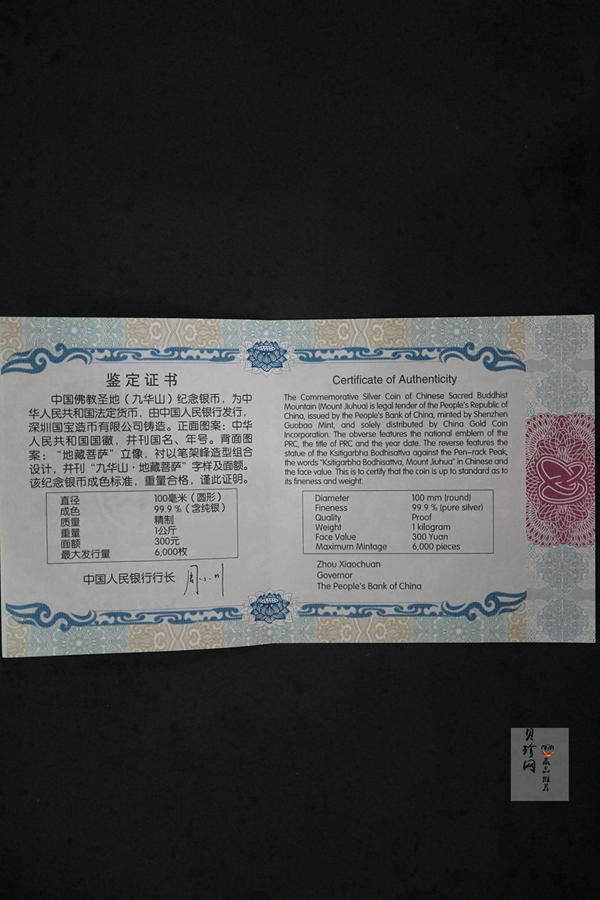 鉴定证书
中国佛教圣地（九华山）纪念银币，为中
华人民共和国法定货币，由中国人民银行发行，
深圳国宝造币有限公司铸造。正面图案：中华
人民共和国国徽，并刊国名、年号。背面图
案：“地藏菩萨”立像，衬以笔架峰造型组合
设计，并刊“九华山·地藏菩萨”字样及面额。
该纪念银币成色标准，重量合格，谨此证明。
直径 100毫米（圆形）
成色 99.9％（含纯银）
质量 精制
重量 1公斤
面额 300元
最大发行量 6,000枚
中国人民银行行长
Certificate of Authenticity
The Commemorative Silver Coin of Chinese Sacred Buddhist
Mountain (Mount Jiuhua) is legal tender of the People's Republic of
China, issued by the People's Bank of China, minted by Shenzhen
Guobao Mint, and solely distributed by China Gold Coin
Incorporation. The obverse features the national emblem of the
PRC, the title of PRC and the year date. The reverse features the
statue of the Ksitigarbha Bodhisattva against the Pen-rack Peak,
the words "Ksitigarbha Bodhisattva, Mount Jiuhua" in Chinese and
the face value. This is to certify that the coin is up to standard as to
its fineness and weight.
Diameter 100 mm (round)
Fineness 99.9 % (pure silver)
Quality Proof
Weight 1 kilogram
Face Value 300 Yuan
Maximum Mintage 6,000 pieces
Zhou Xiaochuan
Governor
The People's Bank of China
贝珍网